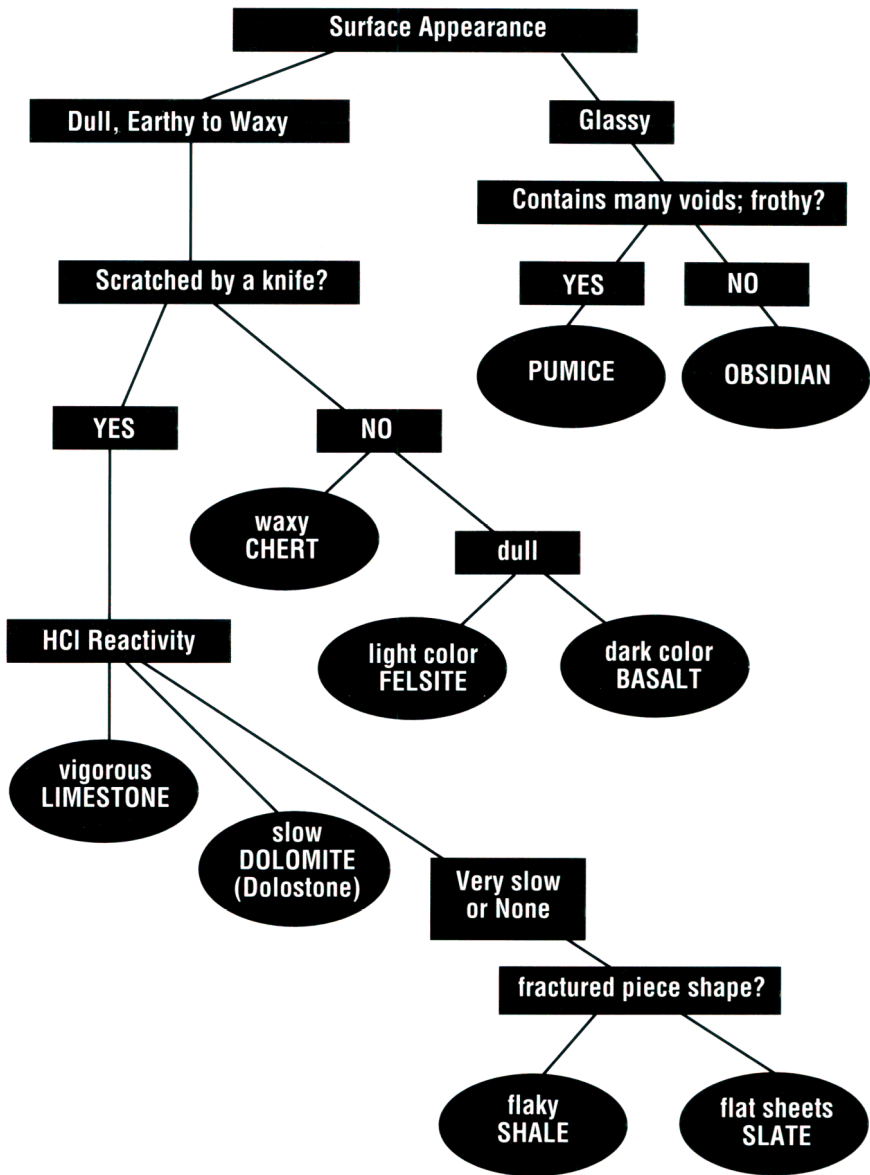 Surface Appearance
Dull, Earthy to Waxy
Glassy
Contains many voids; frothy?
Scratched by a knife?
YES
NO
PUMICE
OBSIDIAN
YES
NO
waxy
CHERT
dull
HCl Reactivity
light color
FELSITE
dark color
BASALT
vigorous
LIMESTONE
slow
DOLOMITE
(Dolostone)
Very slow
or None
fractured piece shape?
flaky
SHALE
flat sheets
SLATE